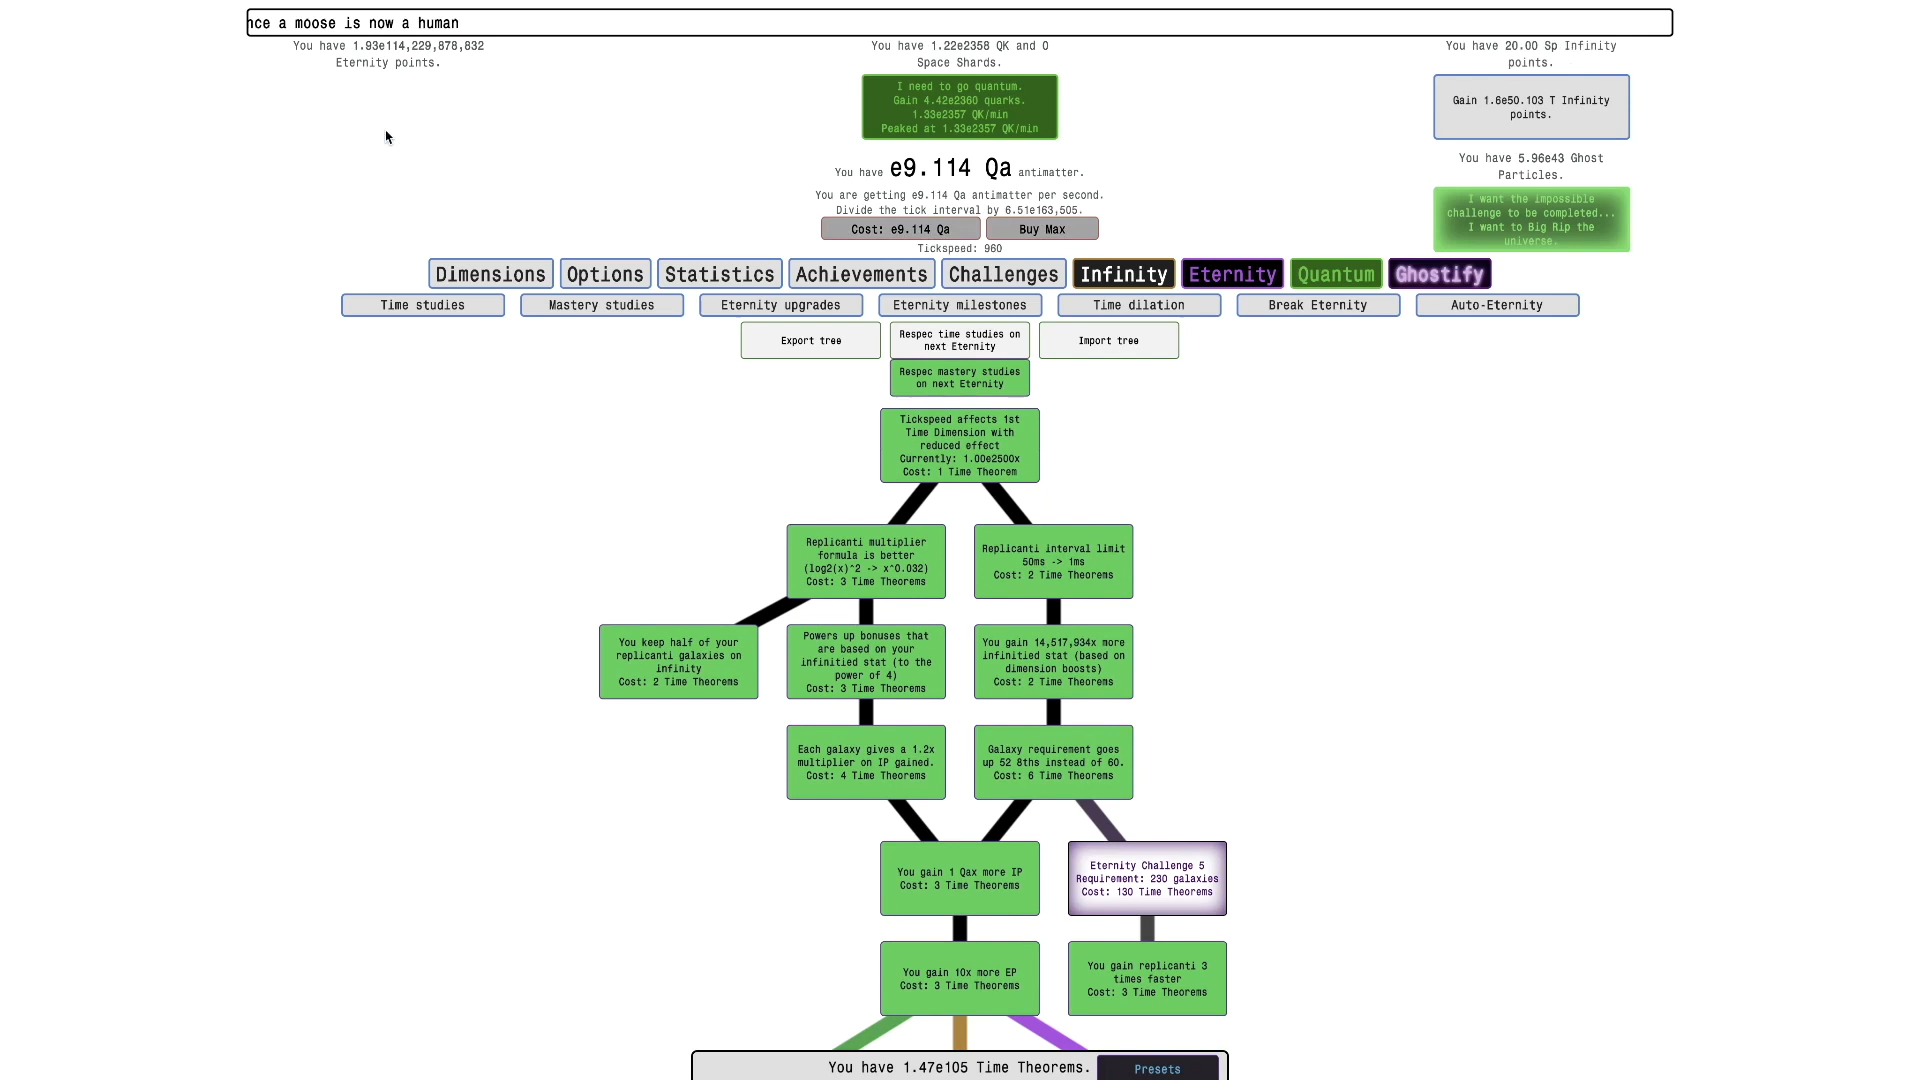 nce a moose is now a human
You have 1.93e114,229,878,832
Eternity points.
You have 1.22e2358 QK and 0
Space Shards.
I need to go quantum.
Gain 4.42e2360 quarks.
1.33e2357 QK/min
Peaked at 1.33e2357 QK/min
You have 20.00 Sp Infinity
points.
Gain 1.6e50.103 T Infinity
points.
You have 5.96e43 Ghost
Particles.
I want the impossible
challenge to be completed...
I want to Big Rip the
universe.
You have e9.114 Qa antimatter.
You are getting e9.114 Qa antimatter per second.
Divide the tick interval by 6.51e163,505.
Cost: e9.114 Qa
Buy Max
Tickspeed: 960
Dimensions
Options
Statistics
Achievements
Challenges
Infinity
Eternity
Quantum
Ghostify
Time studies
Mastery studies
Eternity upgrades
Eternity milestones
Time dilation
Break Eternity
Auto-Eternity
Export tree
Respec time studies on
next Eternity
Import tree
Respec mastery studies
on next Eternity
Tickspeed affects 1st
Time Dimension with
reduced effect
Currently: 1.00e2500x
Cost: 1 Time Theorem
Replicanti multiplier
formula is better
(log2(x)^2 -> x^0.032)
Cost: 3 Time Theorems
Replicanti interval limit
50ms -> 1ms
Cost: 2 Time Theorems
You keep half of your
replicanti galaxies on
infinity
Cost: 2 Time Theorems
Powers up bonuses that
are based on your
infinitied stat (to the
power of 4)
Cost: 3 Time Theorems
You gain 14,517,934x more
infinitied stat (based on
dimension boosts)
Cost: 2 Time Theorems
Each galaxy gives a 1.2x
multiplier on IP gained.
Cost: 4 Time Theorems
Galaxy requirement goes
up 52 8ths instead of 60.
Cost: 6 Time Theorems
You gain 1 Qax more IP
Cost: 3 Time Theorems
Eternity Challenge 5
Requirement: 230 galaxies
Cost: 130 Time Theorems
You gain 10x more EP
Cost: 3 Time Theorems
You gain replicanti 3
times faster
Cost: 3 Time Theorems
You have 1.47e105 Time Theorems.
Presets